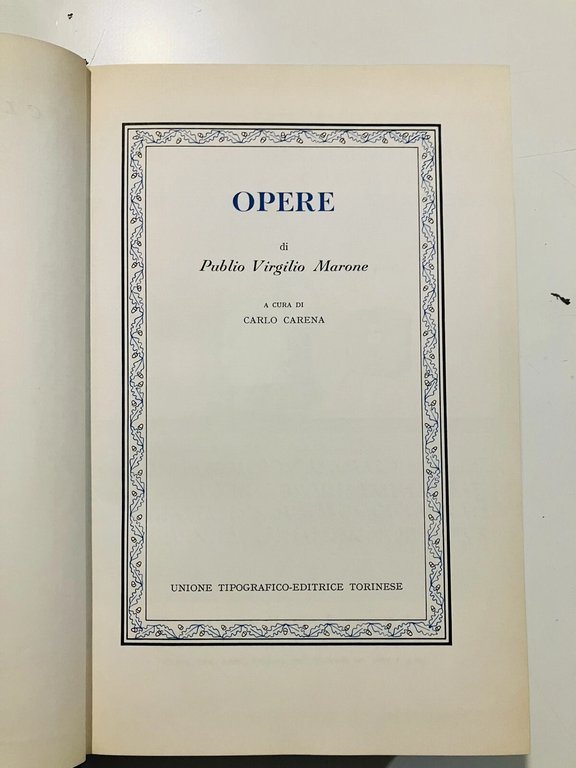 OPERE
di
Publio Virgilio Marone
A CURA DI
CARLO CARENA
UNIONE TIPOGRAFICO-EDITRICE TORINESE